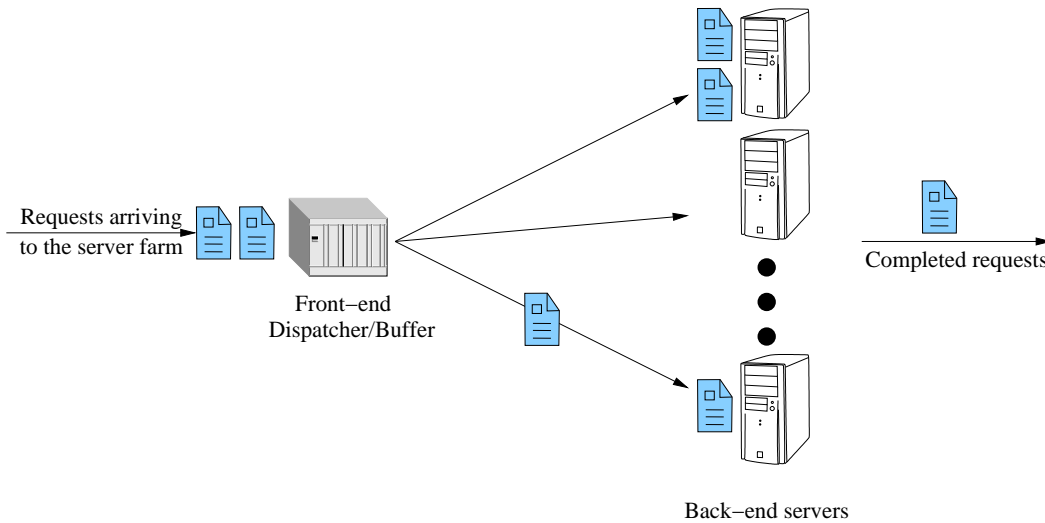 Requests arriving
to the server farm
Front−end
Dispatcher/Buffer
Completed requests
Back−end servers